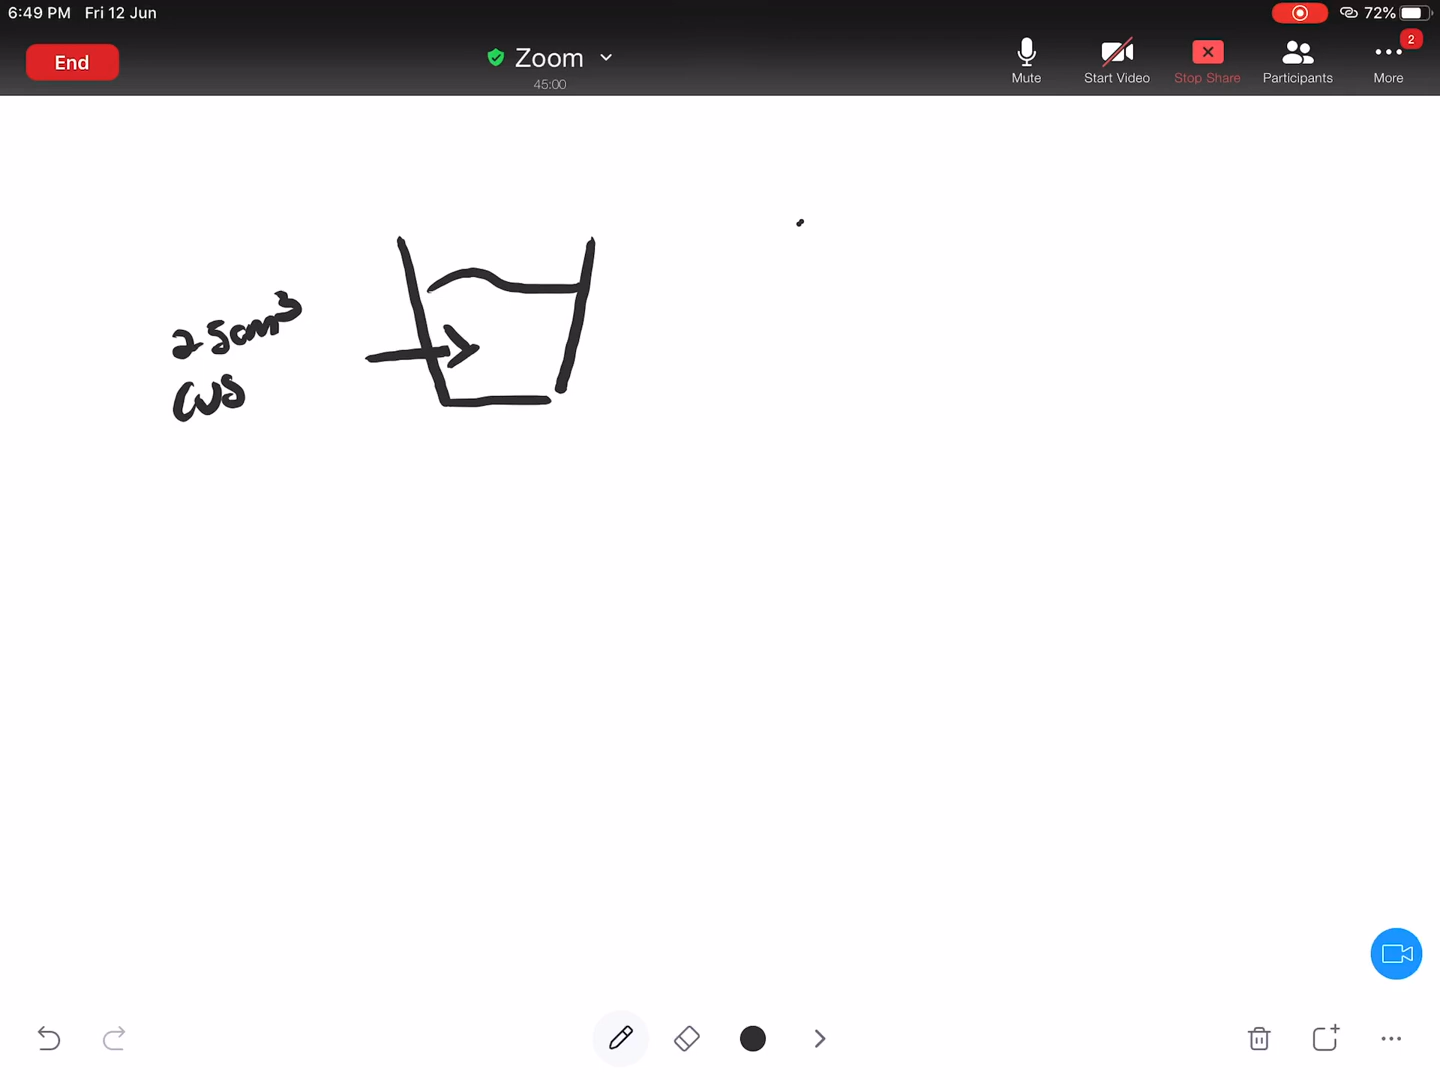 6:49 PM Fri 12 Jun
72%
End
Zoom
45:00
Mute
Start Video
Stop Share
Participants
More
2
25cm³